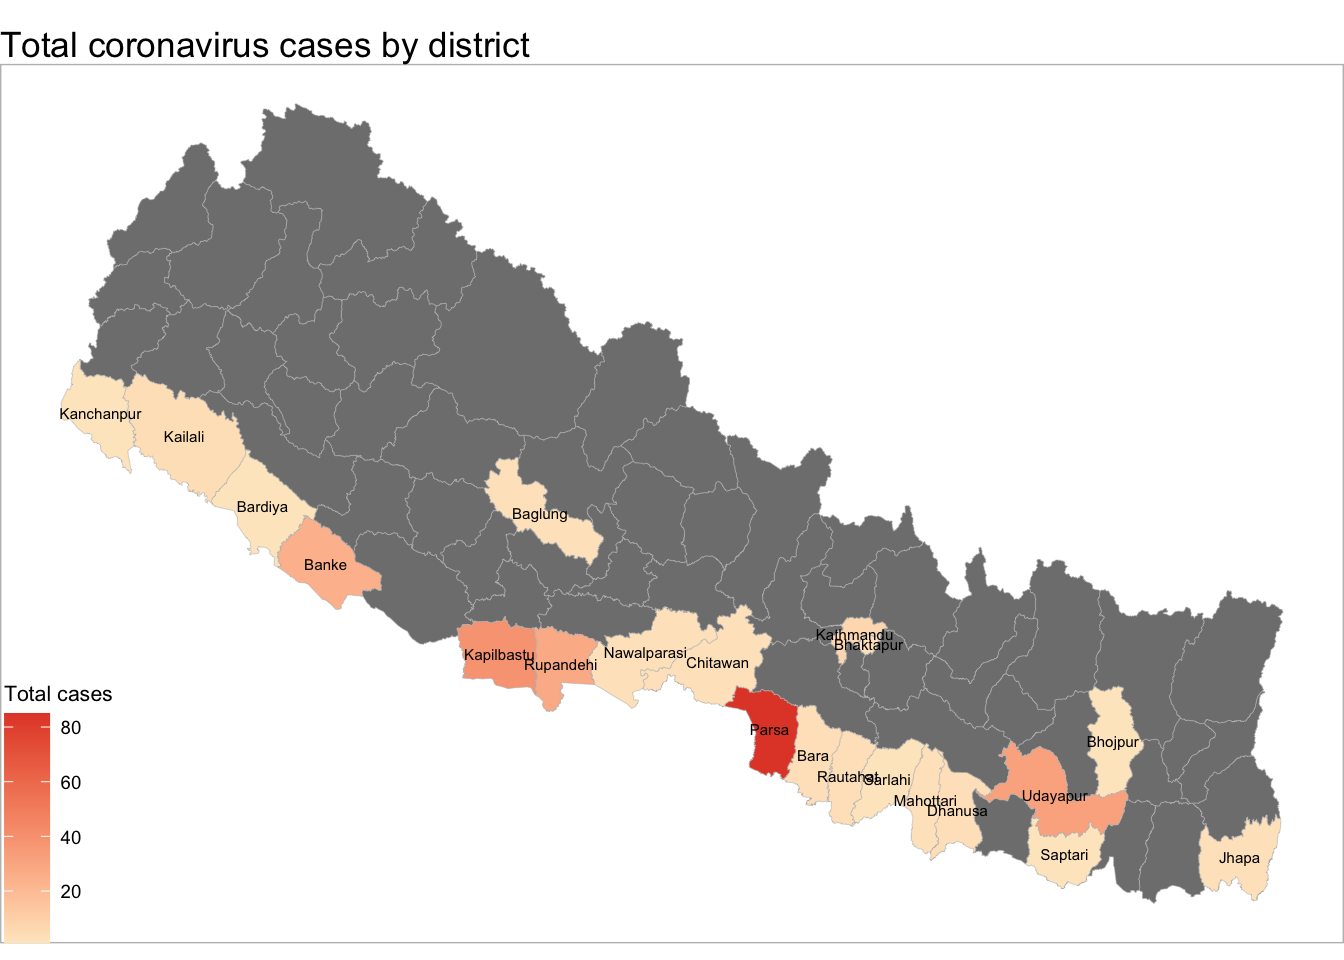 Total coronavirus cases by district
Kanchanpur
Kailali
Bardiya
Baglung
Banke
Kathmandu
Bhaktapur
Kapilbastu
Rupandehi
Nawalparasi
Chitawan
Parsa
Bara
Rautahat
Sarlahi
Mahottari
Dhanusa
Bhojpur
Udayapur
Saptari
Jhapa
Total cases
80
60
40
20